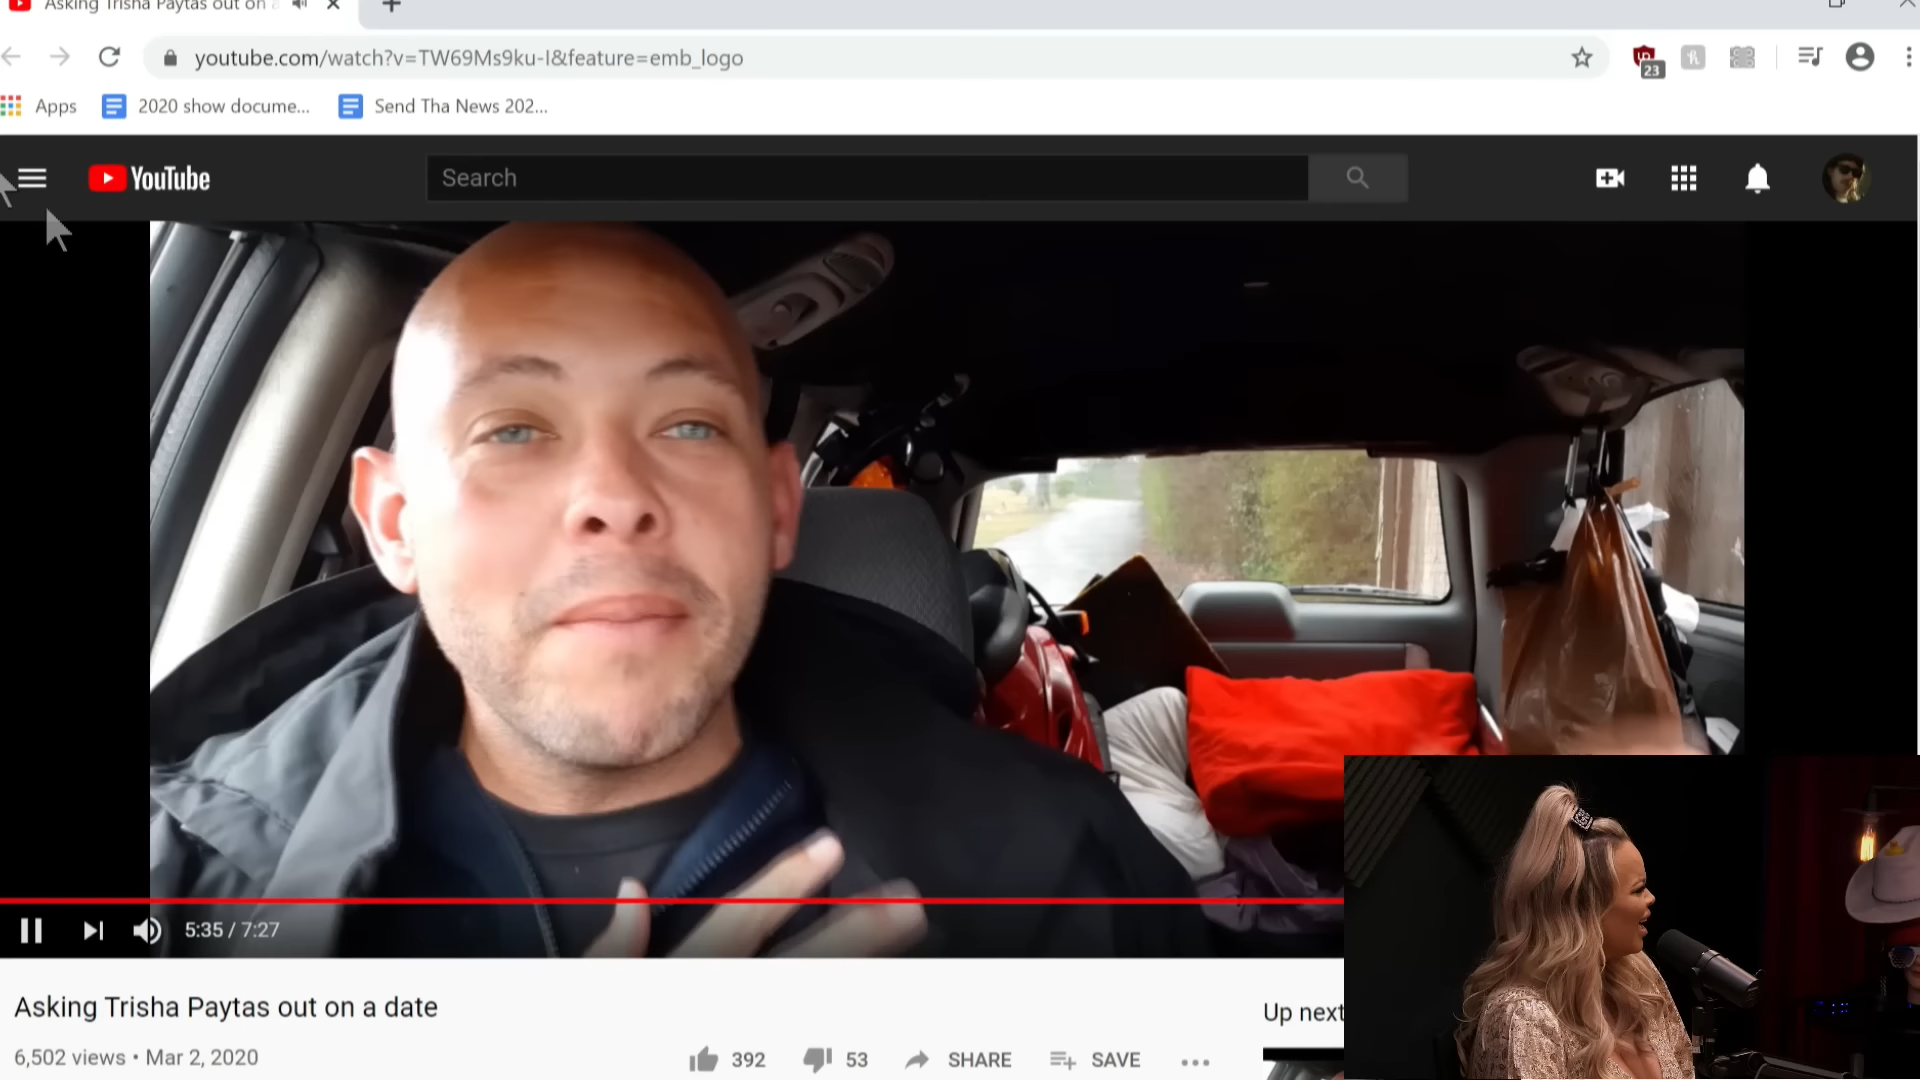 Asking Trisha Paytas out on a
youtube.com/watch?v=TW69Ms9ku-I&feature=emb_logo
23
Apps
2020 show docume...
Send Tha News 202...
YouTube
Search
5:35 / 7:27
Asking Trisha Paytas out on a date
Up next
6,502 views • Mar 2, 2020
392
53
SHARE
SAVE